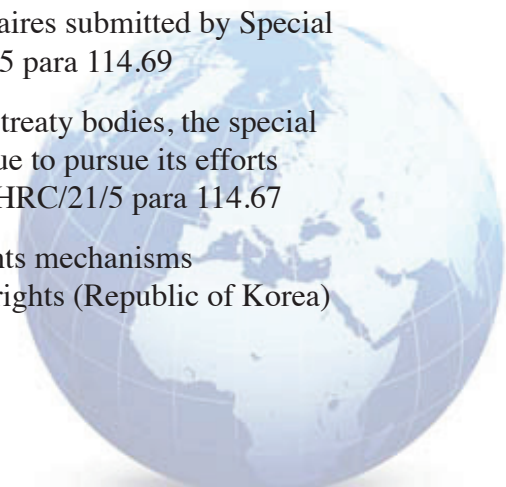 aires submitted by Special
5 para 114.69
treaty bodies, the special
ue to pursue its efforts
HRC/21/5 para 114.67
nts mechanisms
rights (Republic of Korea)